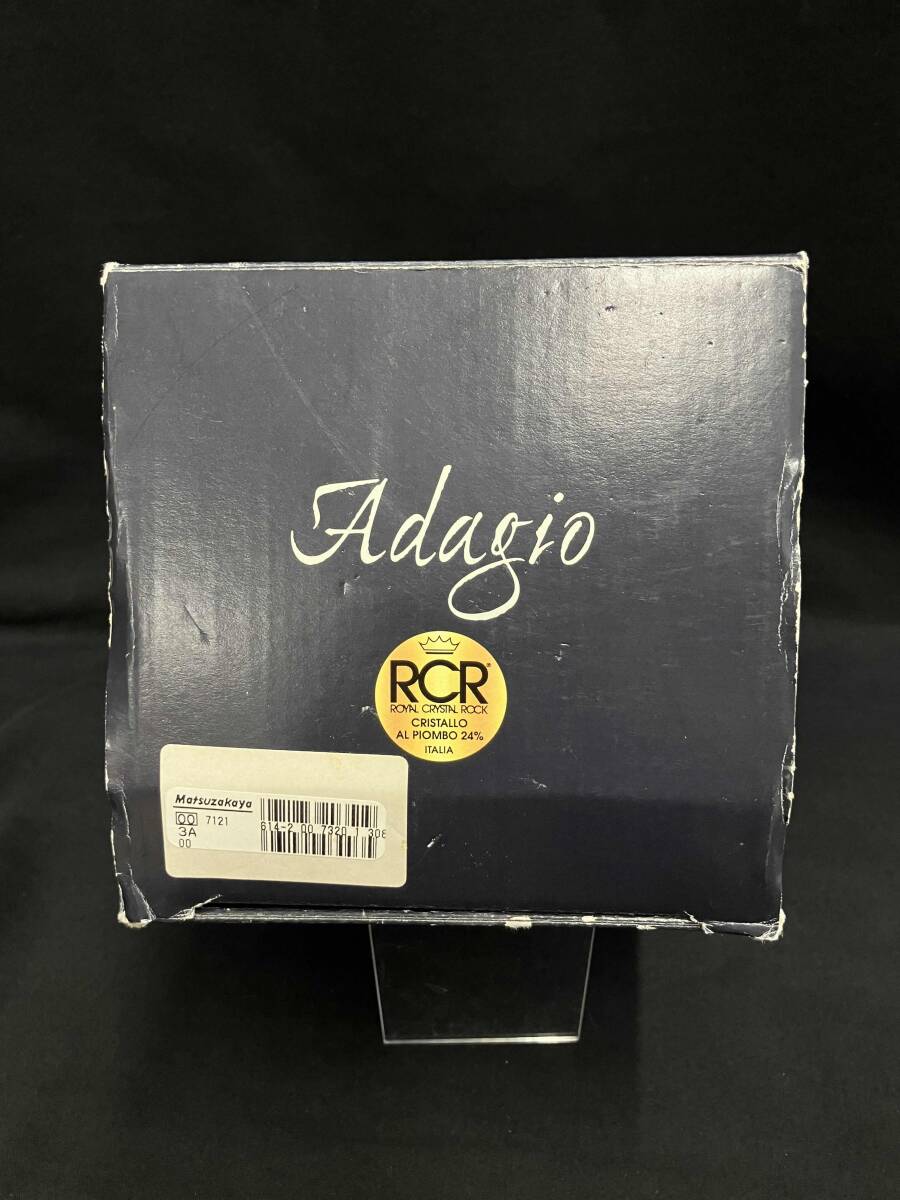 Adagio
RCR®
ROYAL CRYSTAL ROCK
CRISTALLO
AL PIOMBO 24%
ITALIA
Matsuzakaya
00 7121
3A
00
614-2 00 7320 1 308